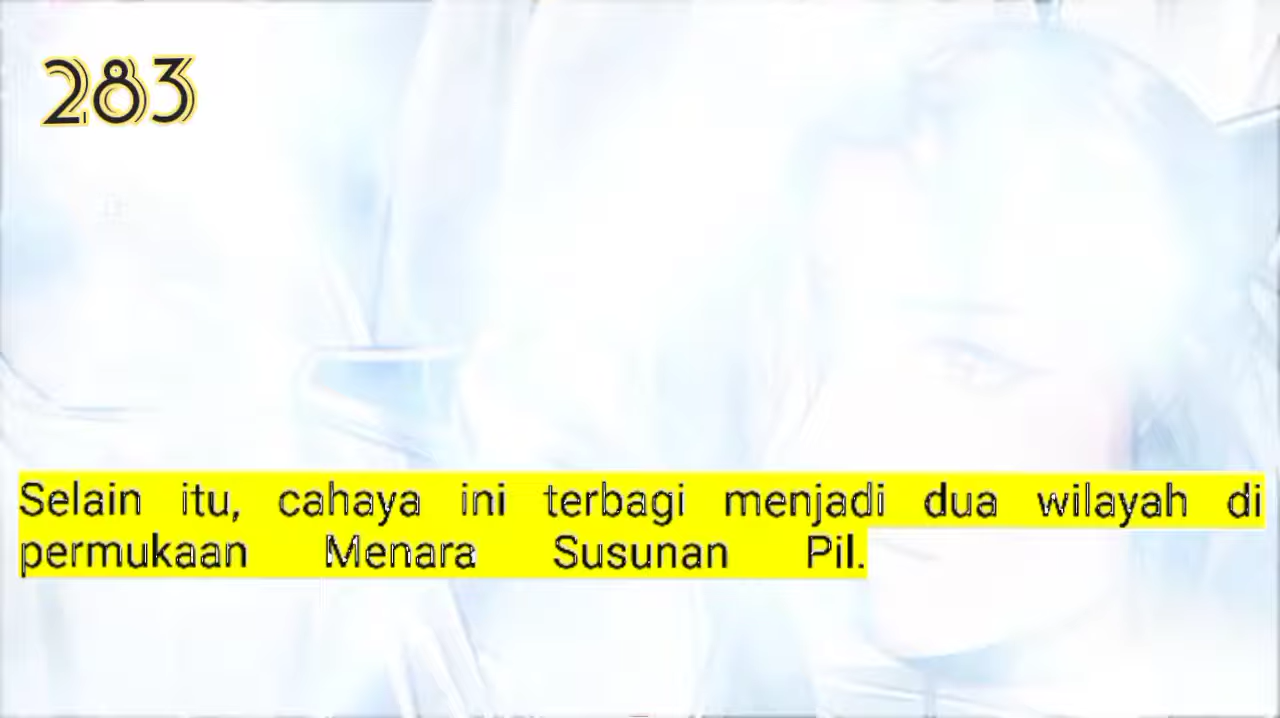 283
Selain itu, cahaya ini terbagi menjadi dua wilayah di
permukaan Menara Susunan Pil.